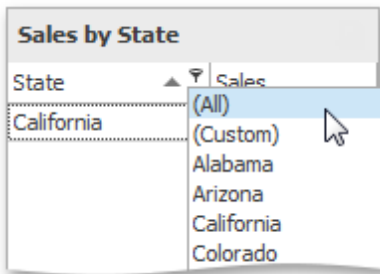 Sales by State
State Sales
California
(All)
(Custom)
Alabama
Arizona
California
Colorado